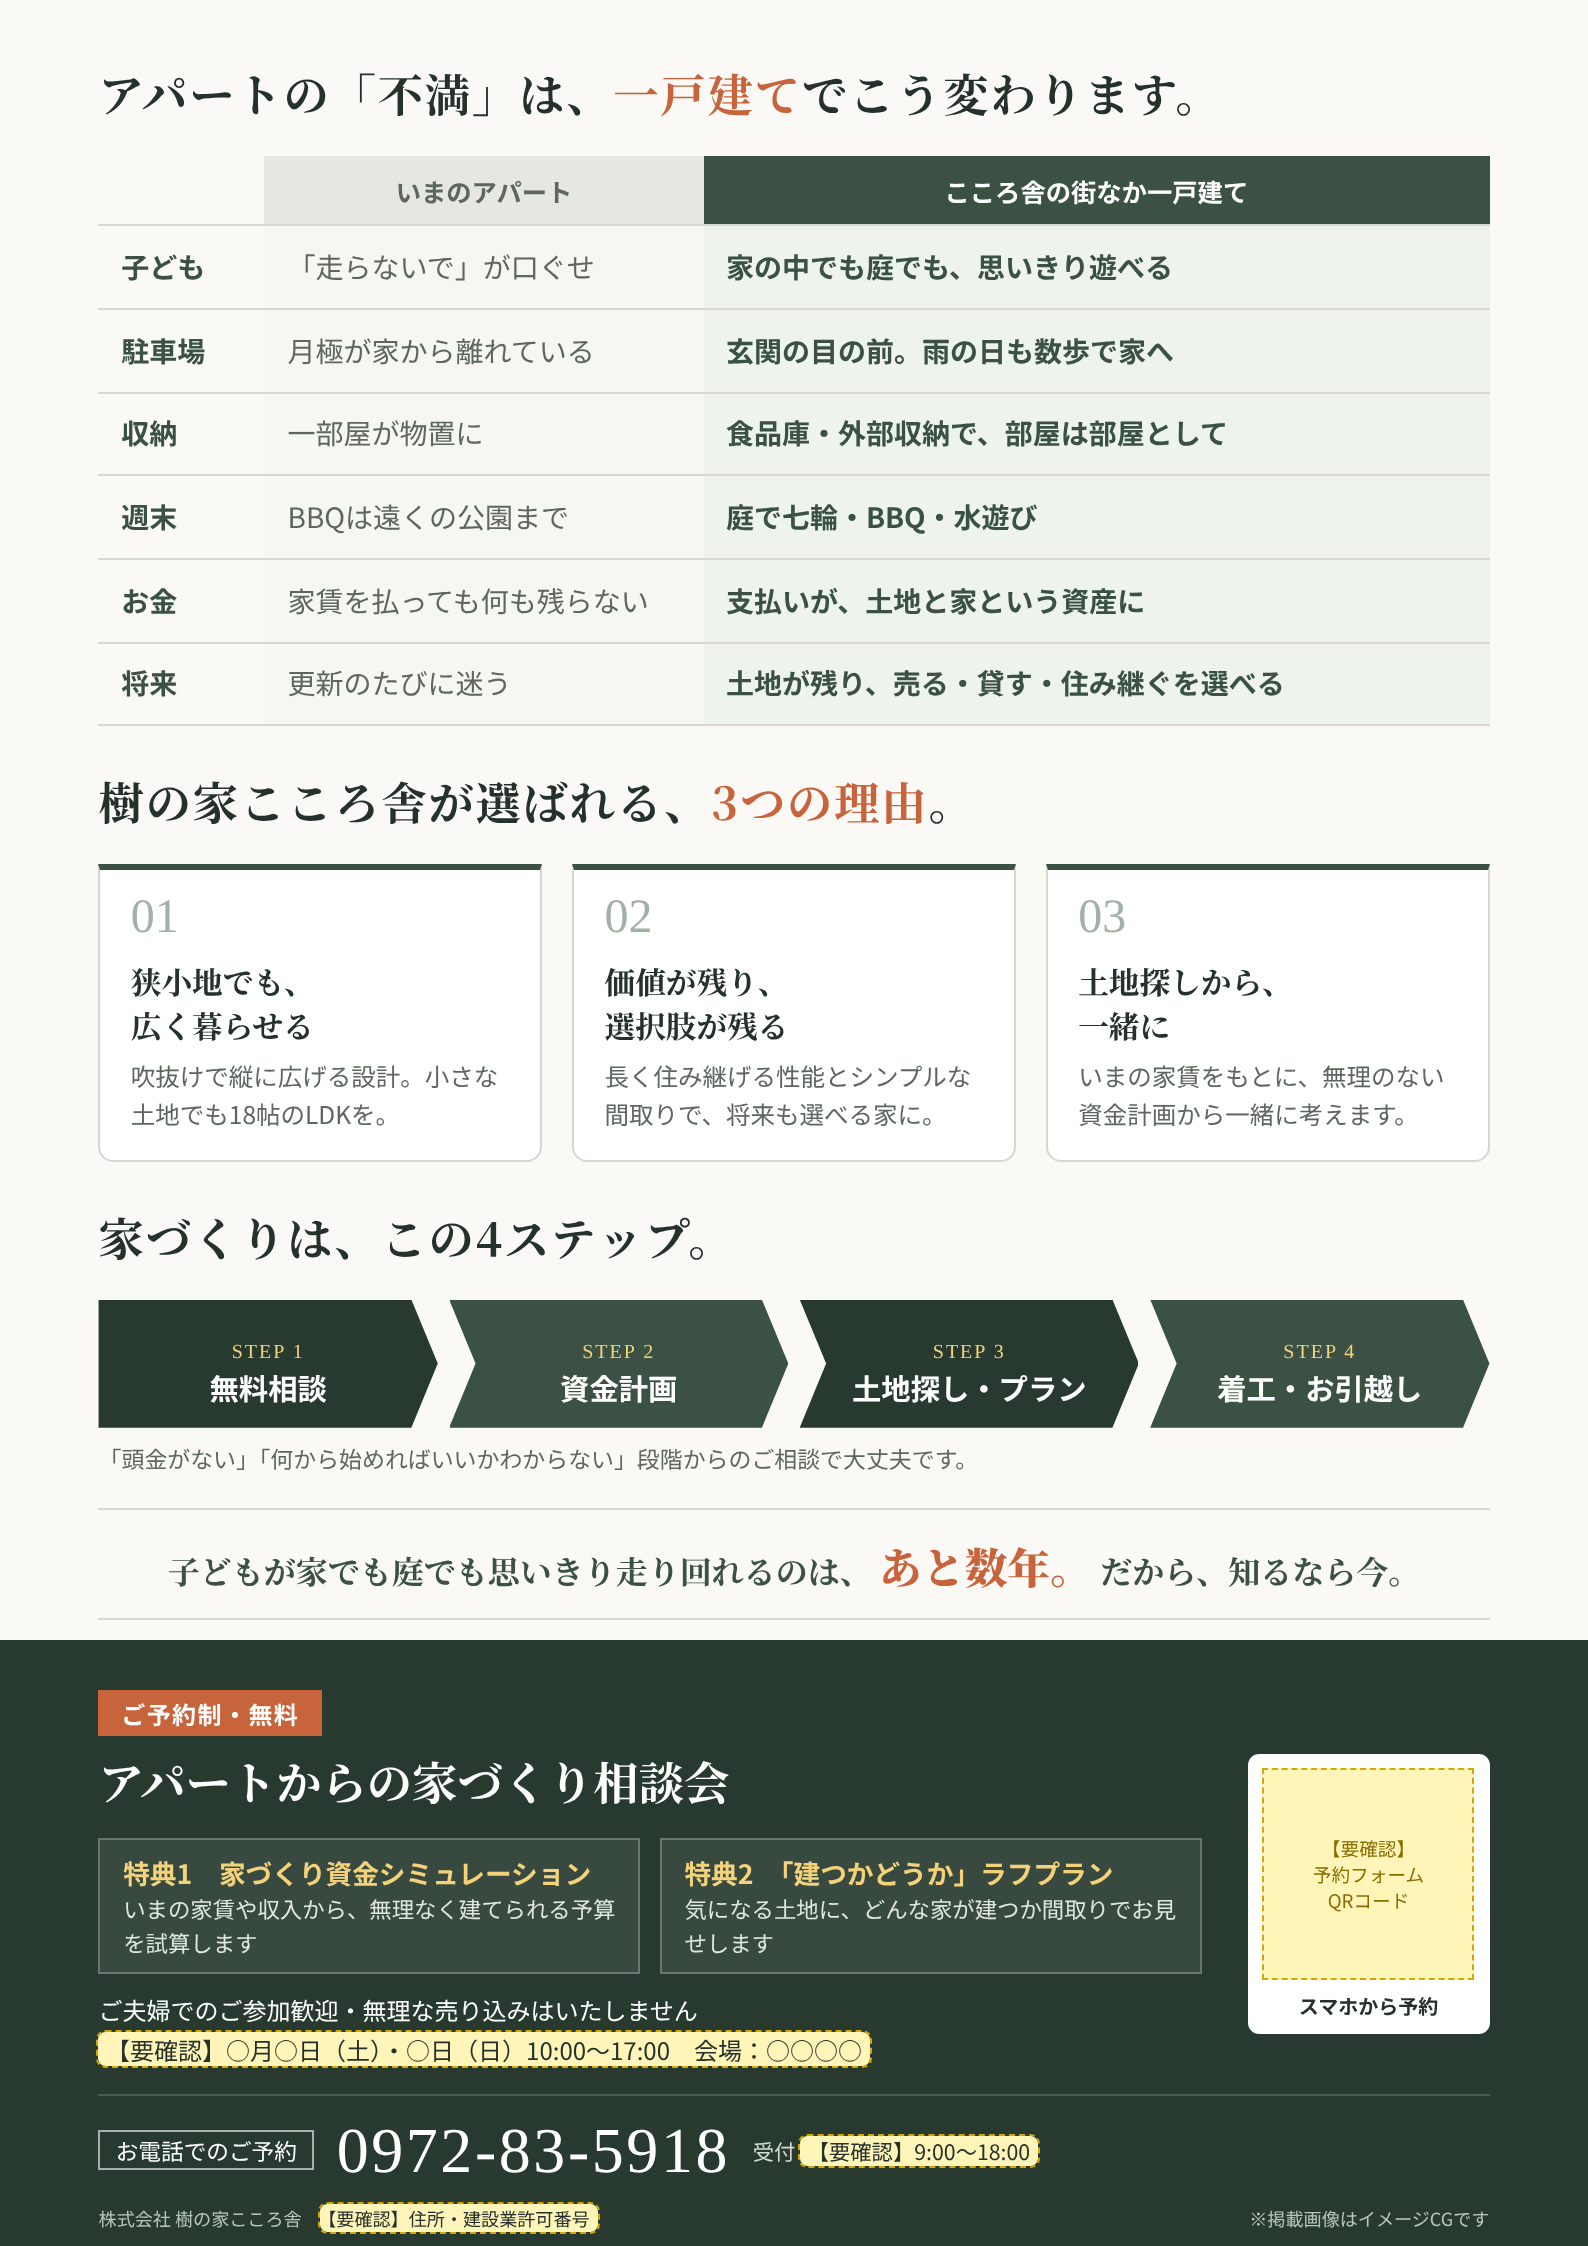 アパートの「不満」は、一戸建てでこう変わります。
いまのアパート こころ舎の街なか一戸建て
子ども 「走らないで」が口ぐせ 家の中でも庭でも、思いきり遊べる
駐車場 月極が家から離れている 玄関の目の前。雨の日も数歩で家へ
収納 一部屋が物置に 食品庫・外部収納で、部屋は部屋として
週末 BBQは遠くの公園まで 庭で七輪・BBQ・水遊び
お金 家賃を払っても何も残らない 支払いが、土地と家という資産に
将来 更新のたびに迷う 土地が残り、売る・貸す・住み継ぐを選べる
樹の家こころ舎が選ばれる、3つの理由。
01
狭小地でも、
広く暮らせる
吹抜けで縦に広げる設計。小さな
土地でも18帖のLDKを。
02
価値が残り、
選択肢が残る
長く住み継げる性能とシンプルな
間取りで、将来も選べる家に。
03
土地探しから、
一緒に
いまの家賃をもとに、無理のない
資金計画から一緒に考えます。
家づくりは、この4ステップ。
STEP 1
無料相談
STEP 2
資金計画
STEP 3
土地探し・プラン
STEP 4
着工・お引越し
「頭金がない」「何から始めればいいかわからない」段階からのご相談で大丈夫です。
子どもが家でも庭でも思いきり走り回れるのは、 あと数年。 だから、知るなら今。
ご予約制・無料
アパートからの家づくり相談会
特典1 家づくり資金シミュレーション
いまの家賃や収入から、無理なく建てられる予算
を試算します
特典2 「建つかどうか」ラフプラン
気になる土地に、どんな家が建つか間取りでお見
せします
ご夫婦でのご参加歓迎・無理な売り込みはいたしません
【要確認】○月○日（土）・○日（日）10:00〜17:00 会場：○○○○
【要確認】
予約フォーム
QRコード
スマホから予約
お電話でのご予約 0972-83-5918 受付【要確認】9:00〜18:00
株式会社 樹の家こころ舎 【要確認】住所・建設業許可番号
※掲載画像はイメージCGです